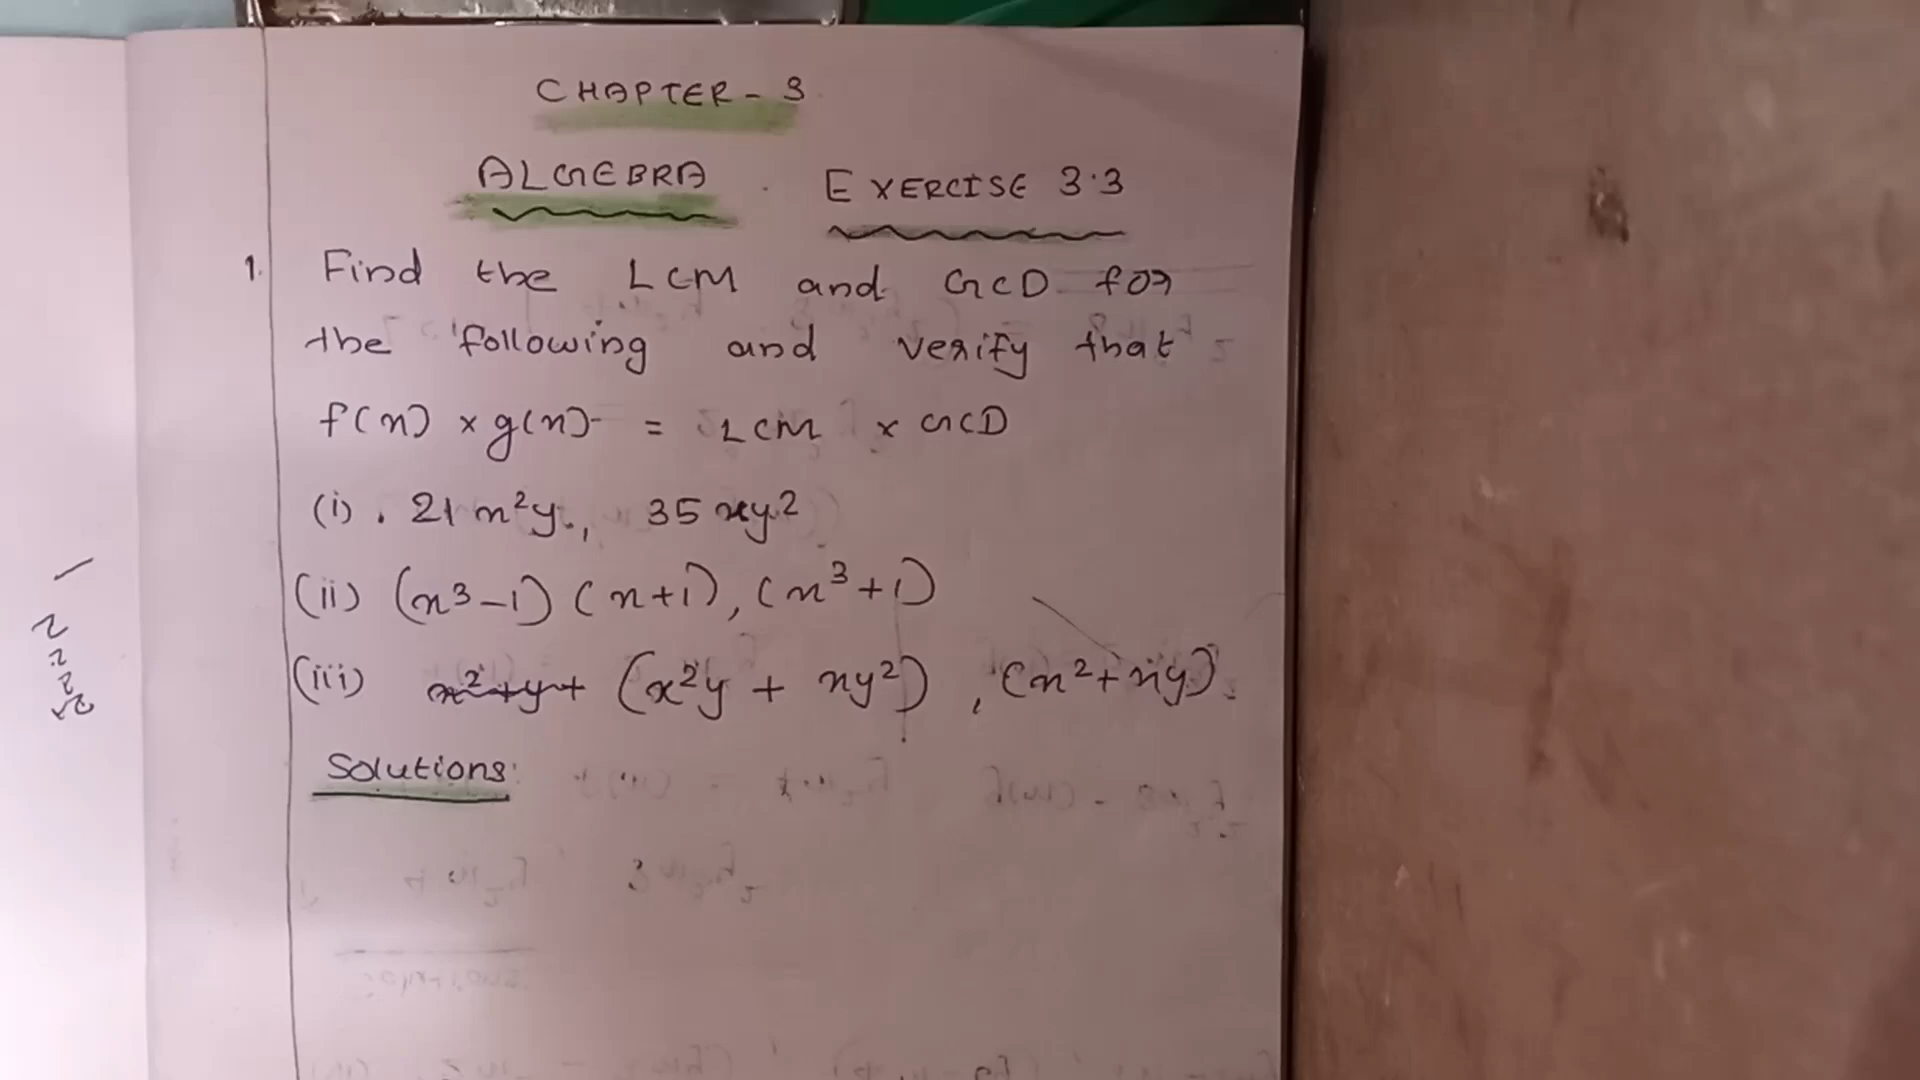 CHAPTER - 3
ALGEBRA. EXERCISE 3.3
1. Find the LCM and GCD for
the following and verify that
f(x) × g(x) = LCM × GCD
(i). 21x²y., 35xy²
(ii) (x³-1) (x+1), (x³+1)
(iii) x²+y+ (x²y + xy²), (x²+xy).
Solutions: